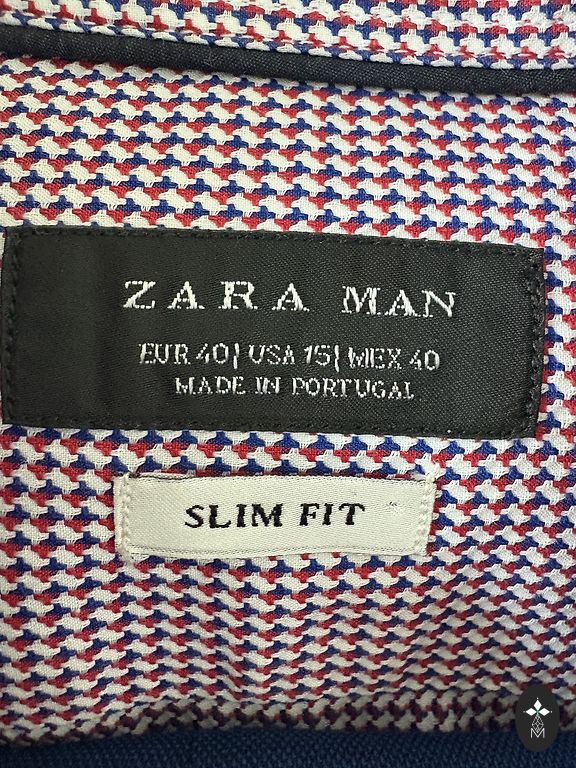 ZARA MAN
EUR 40| USA 15| MEX 40
MADE IN PORTUGAL
SLIM FIT
M